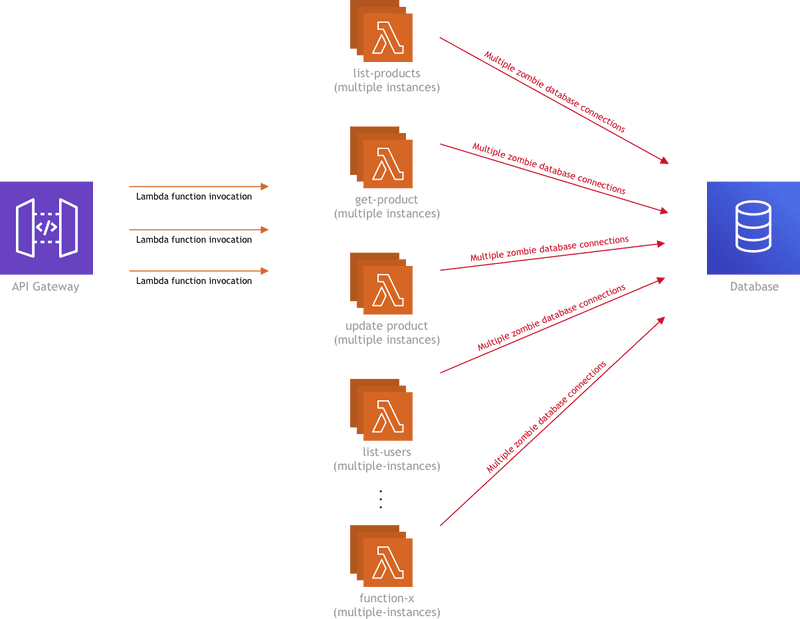 list-products
(multiple instances)
Multiple zombie database connections
get-product
(multiple instances)
Multiple zombie database connections
API Gateway
Lambda function invocation
Lambda function invocation
Lambda function invocation
update product
(multiple instances)
Multiple zombie database connections
Database
list-users
(multiple-instances)
Multiple zombie database connections
function-x
(multiple-instances)
Multiple zombie database connections